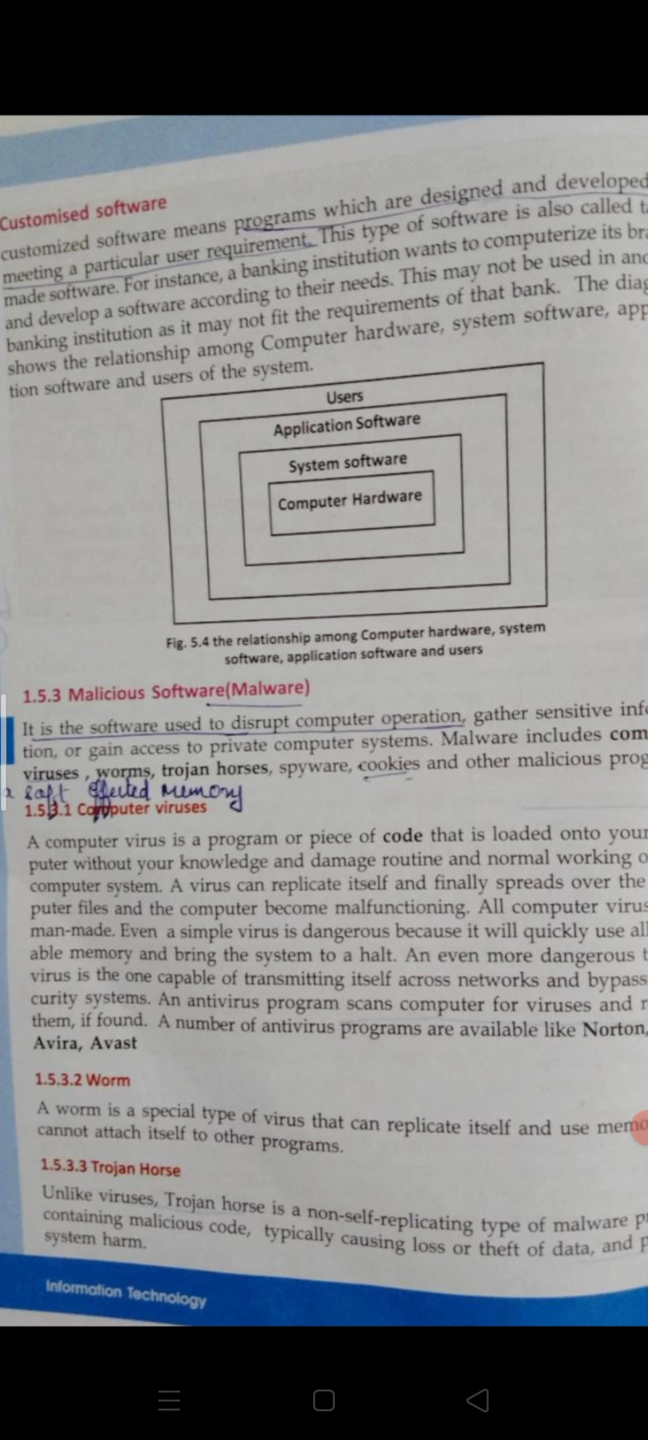 Customised software
customized software means programs which are designed and developed
meeting a particular user requirement. This type of software is also called
made software. For instance, a banking institution wants to computerize its
and develop a software according to their needs. This may not be used in
banking institution as it may not fit the requirements of that bank. The
shows the relationship among Computer hardware, system software,
tion software and users of the system.
Users
Application Software
System software
Computer Hardware
Fig. 5.4 the relationship among Computer hardware, system
software, application software and users
1.5.3 Malicious Software(Malware)
It is the software used to disrupt computer operation, gather sensitive
tion, or gain access to private computer systems. Malware includes com
viruses , worms, trojan horses, spyware, cookies and other malicious prog
a soft effected Memory
1.5.3.1 Computer viruses
A computer virus is a program or piece of code that is loaded onto your
puter without your knowledge and damage routine and normal working o
computer system. A virus can replicate itself and finally spreads over the
puter files and the computer become malfunctioning. All computer virus
man-made. Even a simple virus is dangerous because it will quickly use all
able memory and bring the system to a halt. An even more dangerous t
virus is the one capable of transmitting itself across networks and bypass
curity systems. An antivirus program scans computer for viruses and r
them, if found. A number of antivirus programs are available like Norton,
Avira, Avast
1.5.3.2 Worm
A worm is a special type of virus that can replicate itself and use memo
cannot attach itself to other programs.
1.5.3.3 Trojan Horse
Unlike viruses, Trojan horse is a non-self-replicating type of malware p
containing malicious code, typically causing loss or theft of data, and p
system harm.
Information Technology